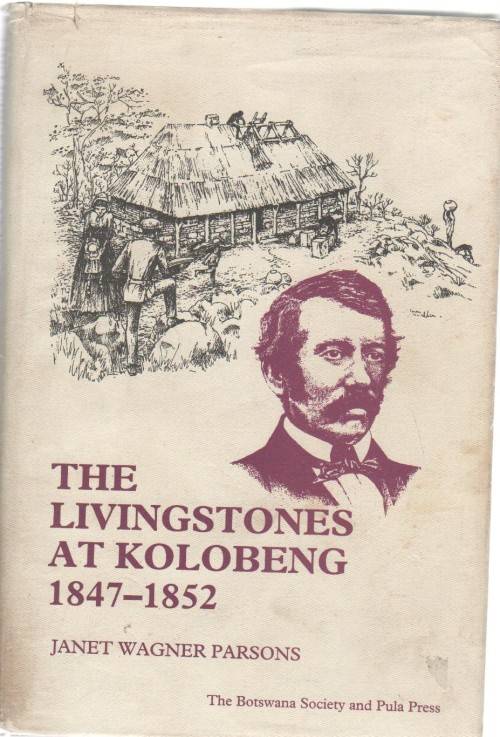 THE
LIVINGSTONES
AT KOLOBENG
1847–1852
JANET WAGNER PARSONS
The Botswana Society and Pula Press